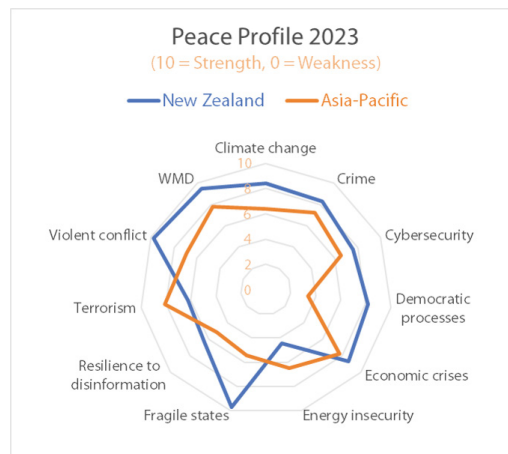 Peace Profile 2023
(10 = Strength, 0 = Weakness)
New Zealand
Asia-Pacific
Climate change
10
WMD
Crime
8
6
Violent conflict
Cybersecurity
4
2
0
Terrorism
Democratic
processes
Resilience to
disinformation
Economic crises
Fragile states
Energy insecurity